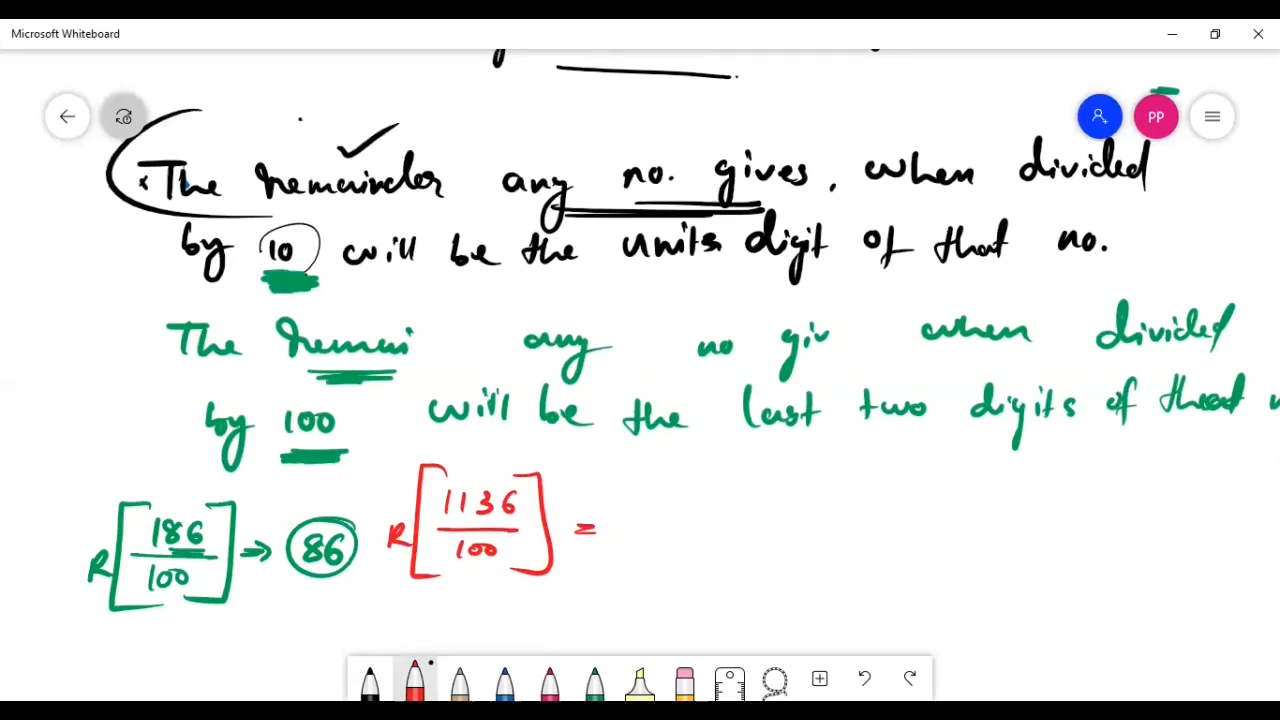 Microsoft Whiteboard
PP
* The remainder any no. gives, when divided
by 10 will be the units digit of that no.
The remai any no giv when divided
by 100 will be the last two digits of that n
R[186/100] → 86 R[1136/100] =